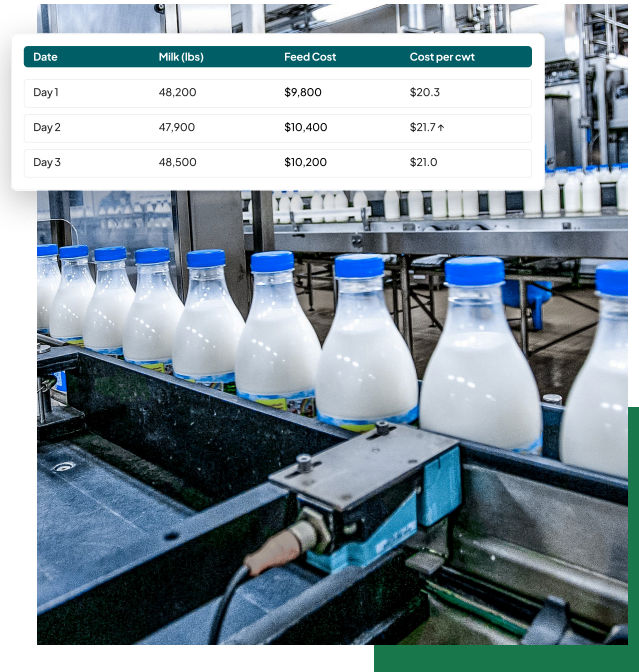 Date Milk (lbs) Feed Cost Cost per cwt
Day 1 48,200 $9,800 $20.3
Day 2 47,900 $10,400 $21.7↑
Day 3 48,500 $10,200 $21.0